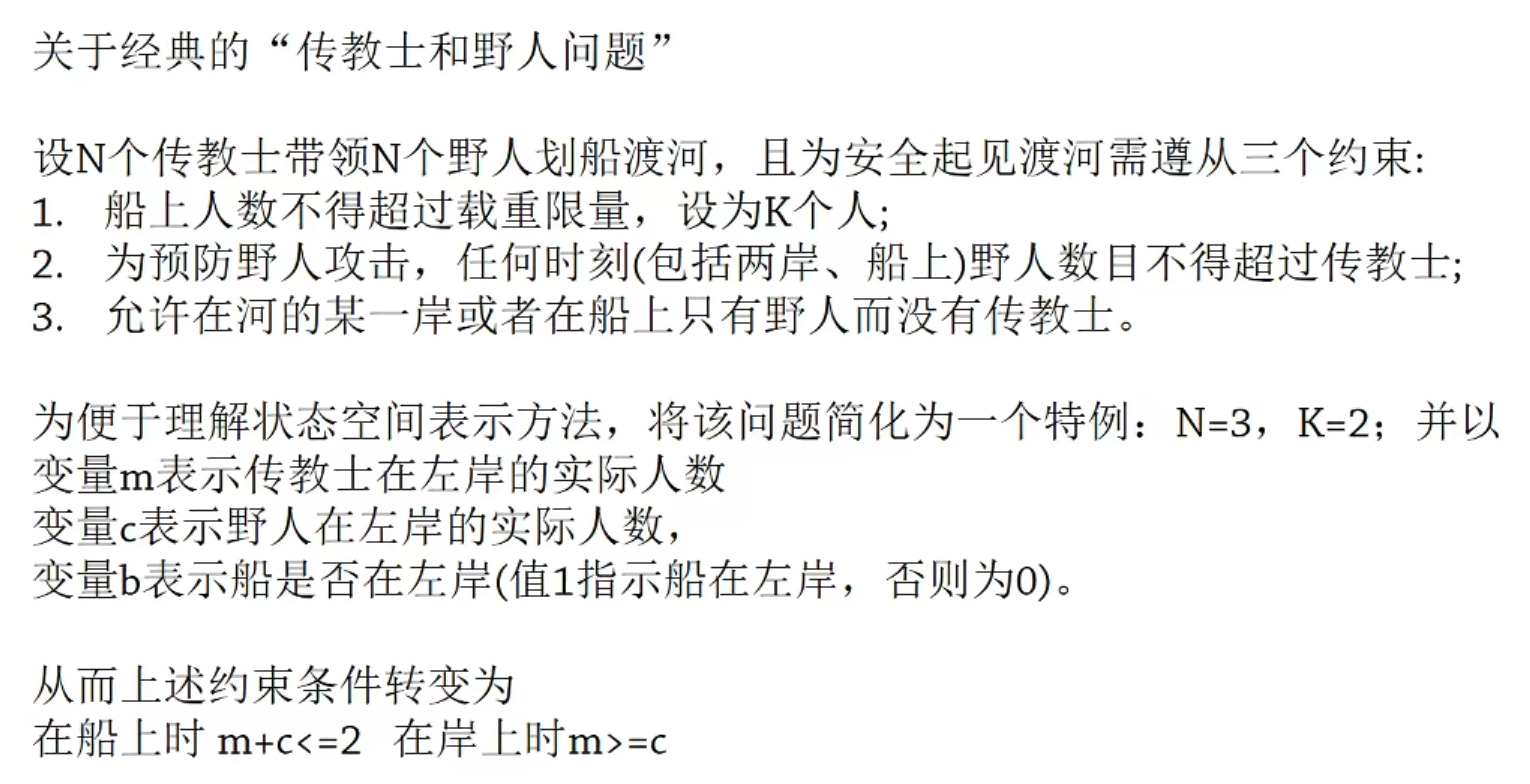 关于经典的“传教士和野人问题”
设N个传教士带领N个野人划船渡河，且为安全起见渡河需遵从三个约束:
1. 船上人数不得超过载重限量，设为K个人;
2. 为预防野人攻击，任何时刻(包括两岸、船上)野人数目不得超过传教士;
3. 允许在河的某一岸或者在船上只有野人而没有传教士。
为便于理解状态空间表示方法，将该问题简化为一个特例：N=3，K=2；并以
变量m表示传教士在左岸的实际人数
变量c表示野人在左岸的实际人数，
变量b表示船是否在左岸(值1指示船在左岸，否则为0)。
从而上述约束条件转变为
在船上时 m+c<=2 在岸上时m>=c